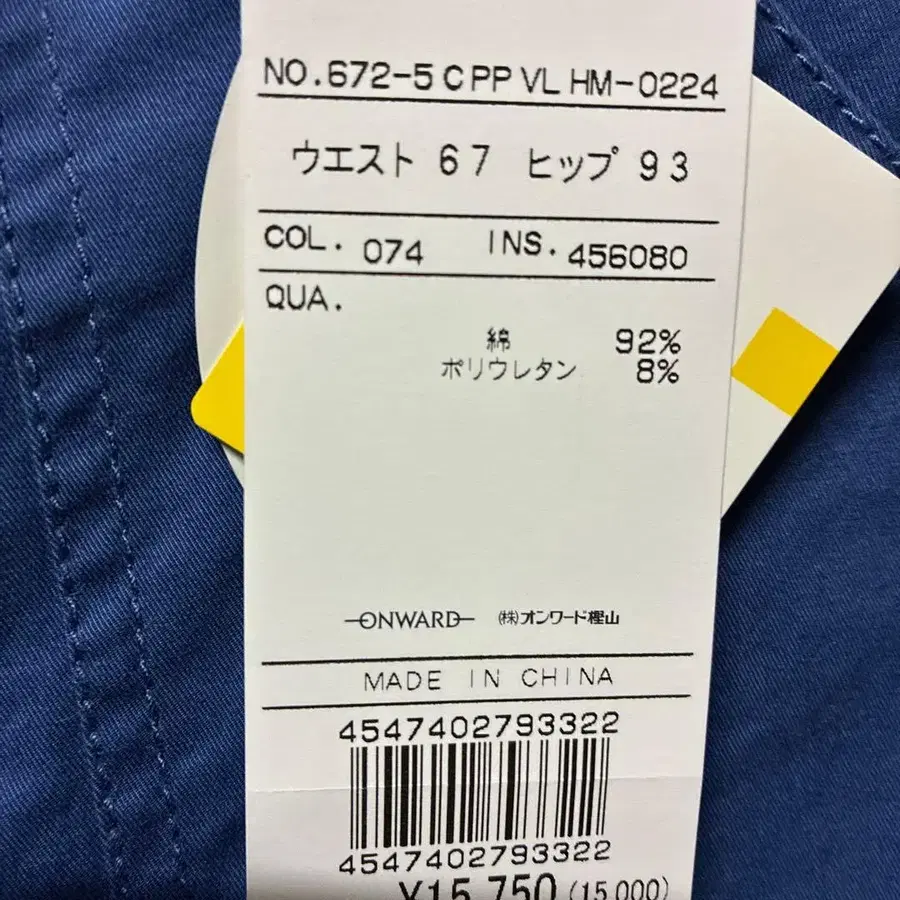 NO.672-5 CPP VL HM-0224
ウエスト 67 ヒップ 93
COL. 074 INS. 456080
QUA.
綿 92%
ポリウレタン 8%
ONWARD ㈱オンワード樫山
MADE IN CHINA
4547402793322
4547402793322
¥15,750 (15,000)